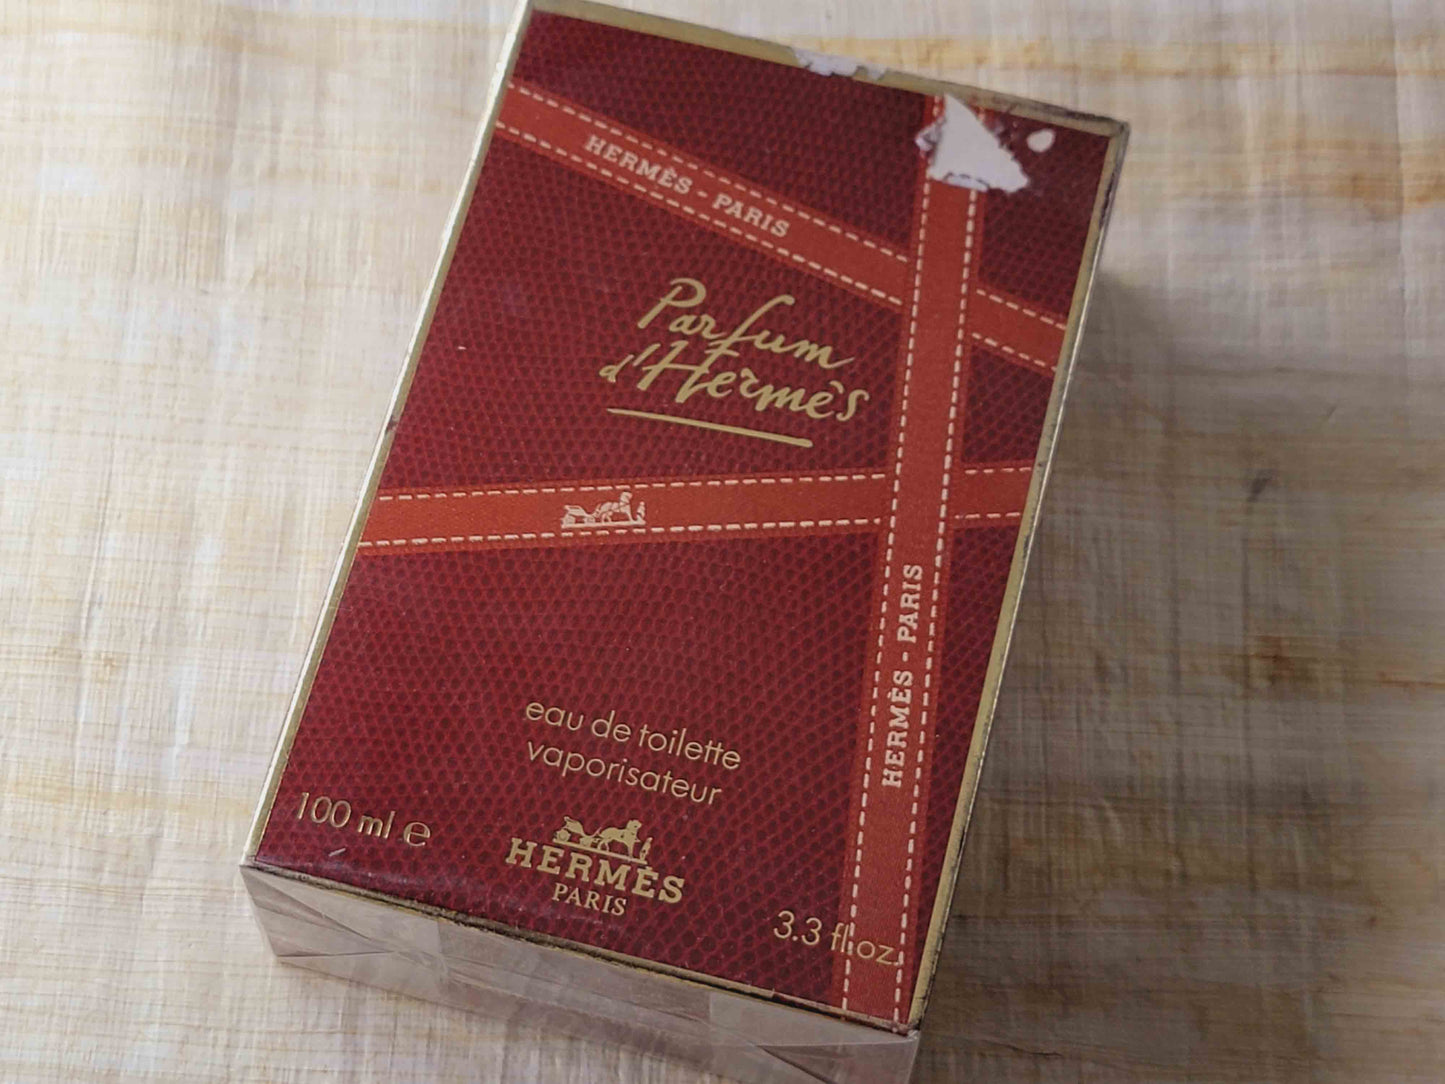 HERMÈS - PARIS
Parfum
d'Hermès
HERMÈS - PARIS
eau de toilette
vaporisateur
100 ml e
HERMÈS
PARIS
3.3 fl.oz.